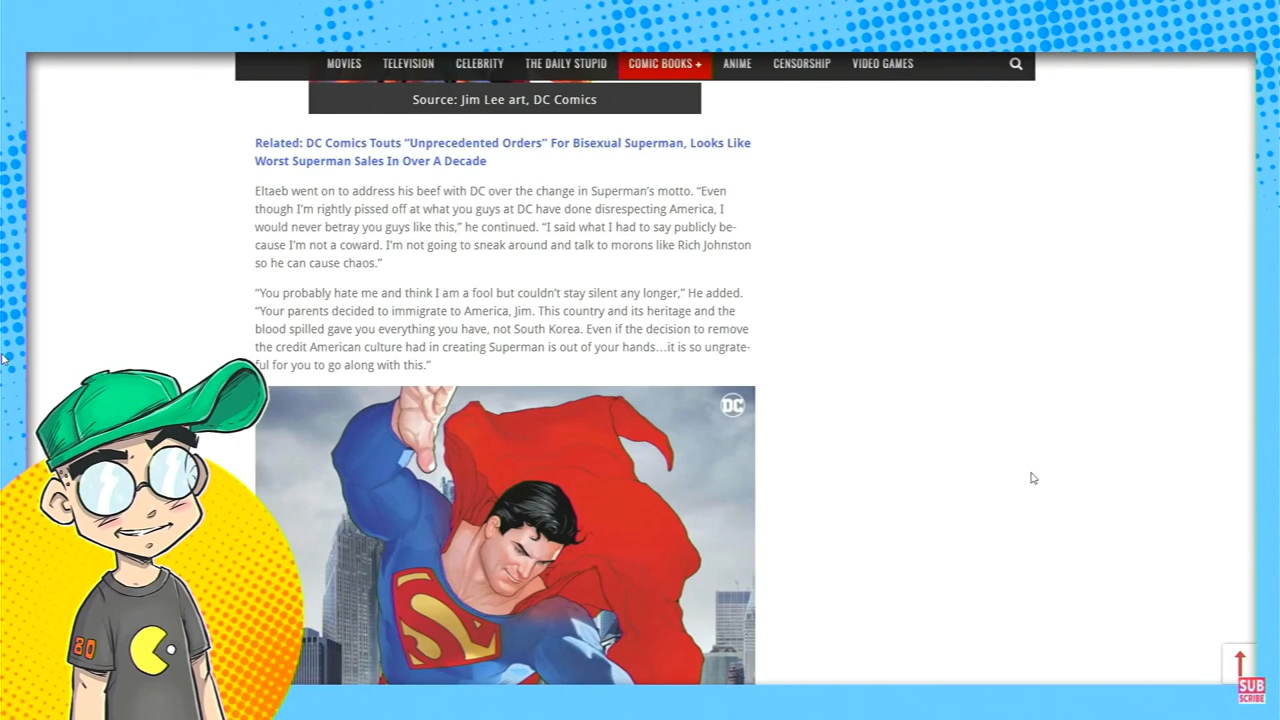 MOVIES TELEVISION CELEBRITY THE DAILY STUPID COMIC BOOKS + ANIME CENSORSHIP VIDEO GAMES
Source: Jim Lee art, DC Comics
Related: DC Comics Touts “Unprecedented Orders” For Bisexual Superman, Looks Like
Worst Superman Sales In Over A Decade
Eltaeb went on to address his beef with DC over the change in Superman’s motto. “Even
though I’m rightly pissed off at what you guys at DC have done disrespecting America, I
would never betray you guys like this,” he continued. “I said what I had to say publicly be-
cause I’m not a coward. I’m not going to sneak around and talk to morons like Rich Johnston
so he can cause chaos.”
“You probably hate me and think I am a fool but couldn’t stay silent any longer,” He added.
“Your parents decided to immigrate to America, Jim. This country and its heritage and the
blood spilled gave you everything you have, not South Korea. Even if the decision to remove
the credit American culture had in creating Superman is out of your hands…it is so ungrate-
ful for you to go along with this.”
DC
S
80
SUB
SCRIBE